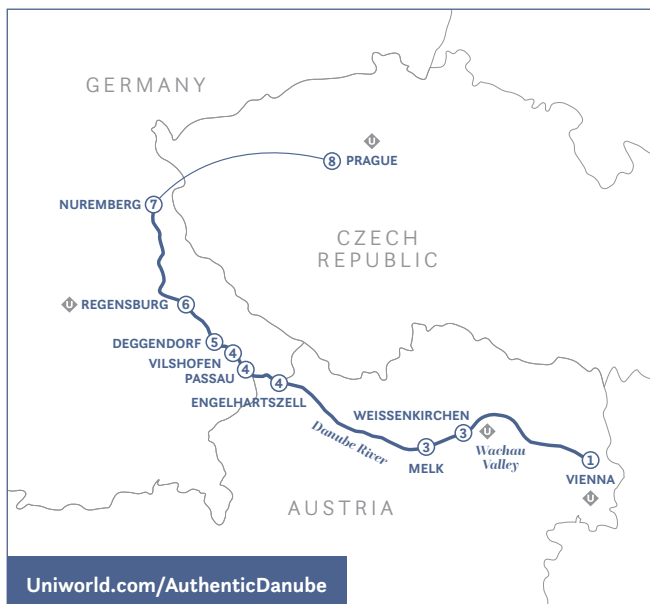 GERMANY
U
8 PRAGUE
NUREMBERG 7
CZECH
REPUBLIC
U REGENSBURG 6
DEGGENDORF 5
VILSHOFEN 4
PASSAU 4
4
ENGELHARTSZELL
WEISSENKIRCHEN
3
U
Danube River
3
MELK
Wachau
Valley
1
VIENNA
U
AUSTRIA
Uniworld.com/AuthenticDanube